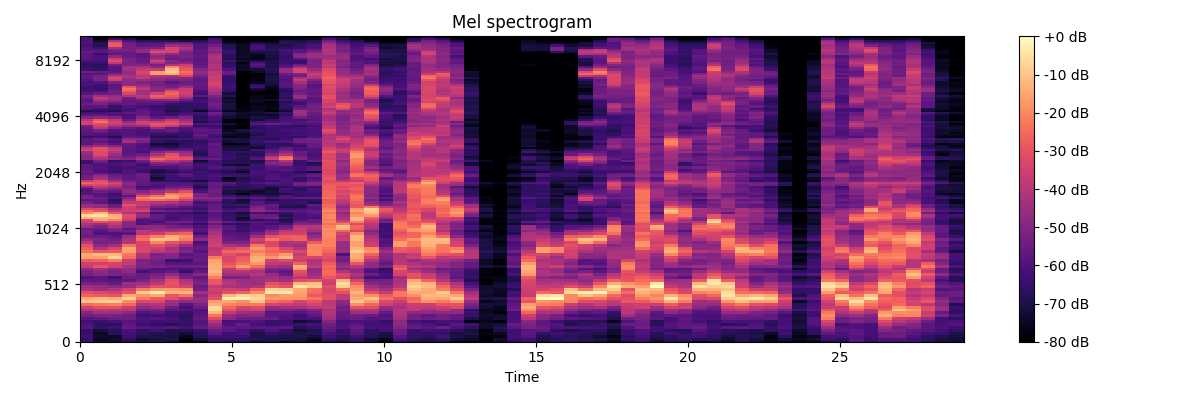 Mel spectrogram
8192
4096
2048
1024
512
0
Hz
0 5 10 15 20 25
Time
+0 dB
-10 dB
-20 dB
-30 dB
-40 dB
-50 dB
-60 dB
-70 dB
-80 dB